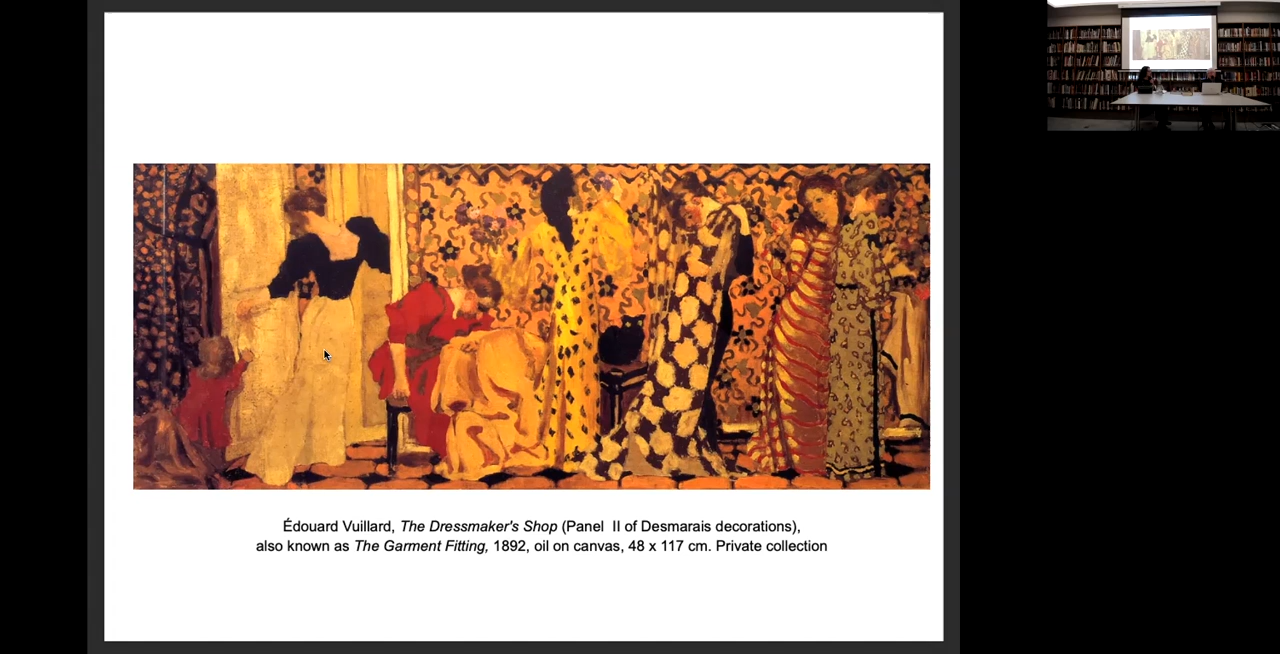 Édouard Vuillard, The Dressmaker's Shop (Panel II of Desmarais decorations),
also known as The Garment Fitting, 1892, oil on canvas, 48 x 117 cm. Private collection